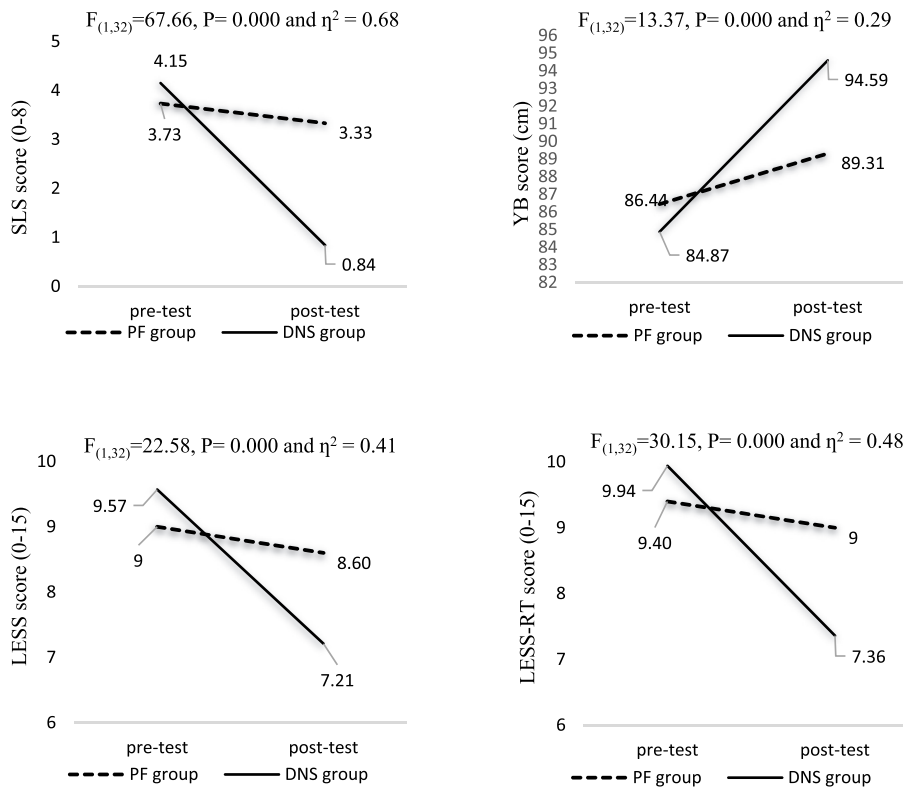 F(1,32)=67.66, P= 0.000 and η² = 0.68
SLS score (0-8)
5
4
3
2
1
0
4.15
3.73
3.33
0.84
pre-test post-test
PF group DNS group
F(1,32)=13.37, P= 0.000 and η² = 0.29
YB score (cm)
96
95
94
93
92
91
90
89
88
87
86
85
84
83
82
94.59
89.31
86.44
84.87
pre-test post-test
PF group DNS group
F(1,32)=22.58, P= 0.000 and η² = 0.41
LESS score (0-15)
10
9
8
7
6
9.57
9
8.60
7.21
pre-test post-test
PF group DNS group
F(1,32)=30.15, P= 0.000 and η² = 0.48
LESS-RT score (0-15)
10
9
8
7
6
9.94
9.40
9
7.36
pre-test post-test
PF group DNS group